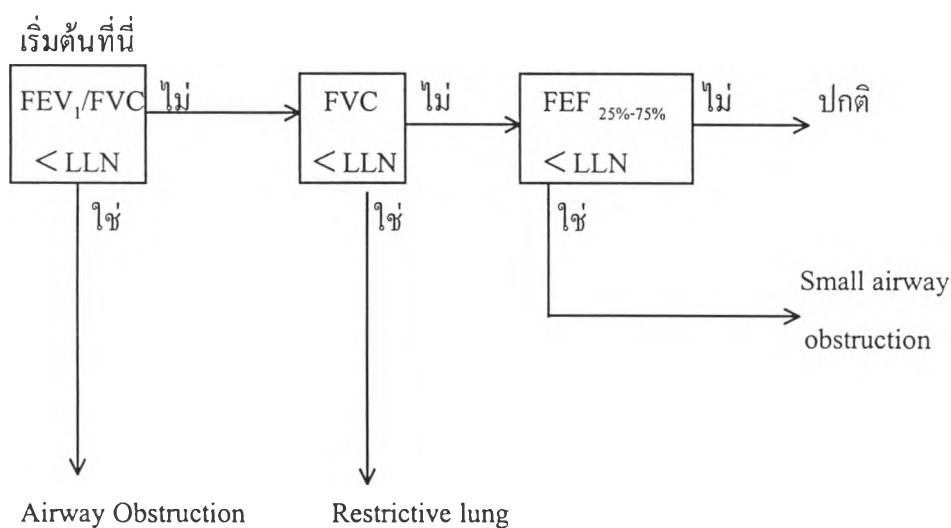 เริ่มต้นที่นี่
FEV1/FVC ไม่ FVC ไม่ FEF 25%-75% ไม่ ปกติ
< LLN < LLN < LLN
ใช่ ใช่ ใช่
Small airway
obstruction
Airway Obstruction Restrictive lung